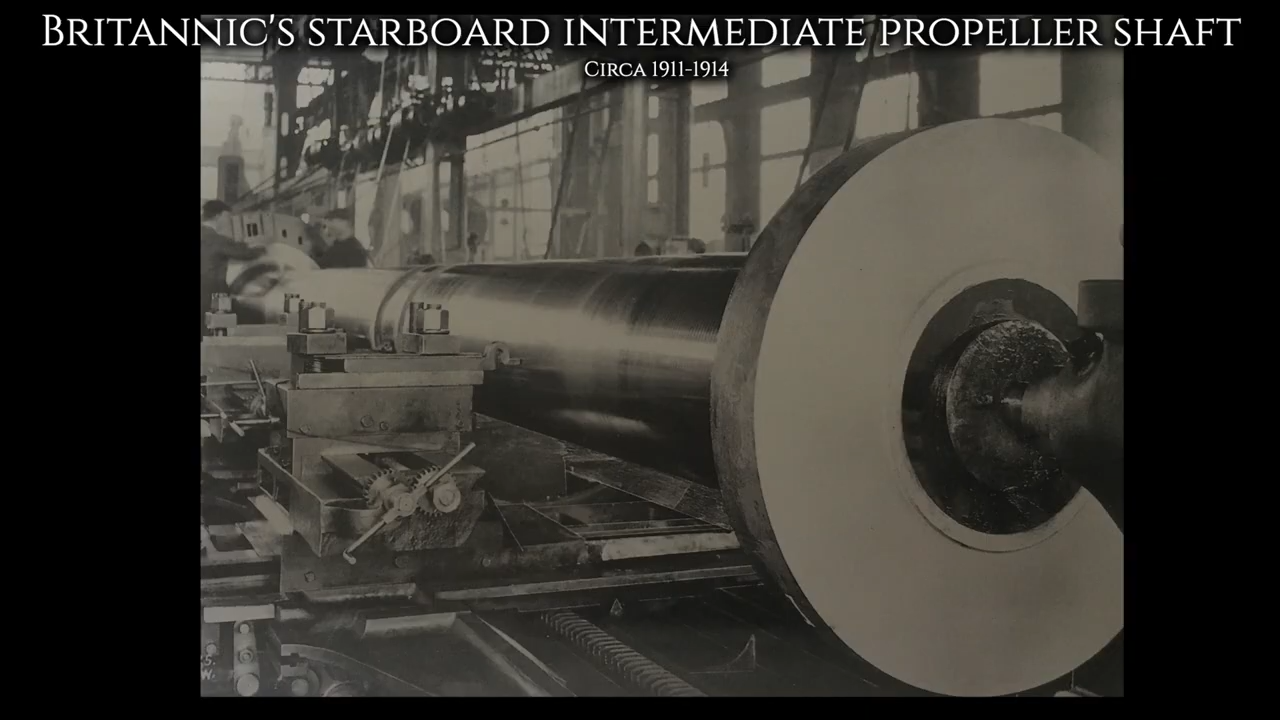 Britannic's starboard intermediate propeller shaft
Circa 1911-1914
S.
W.